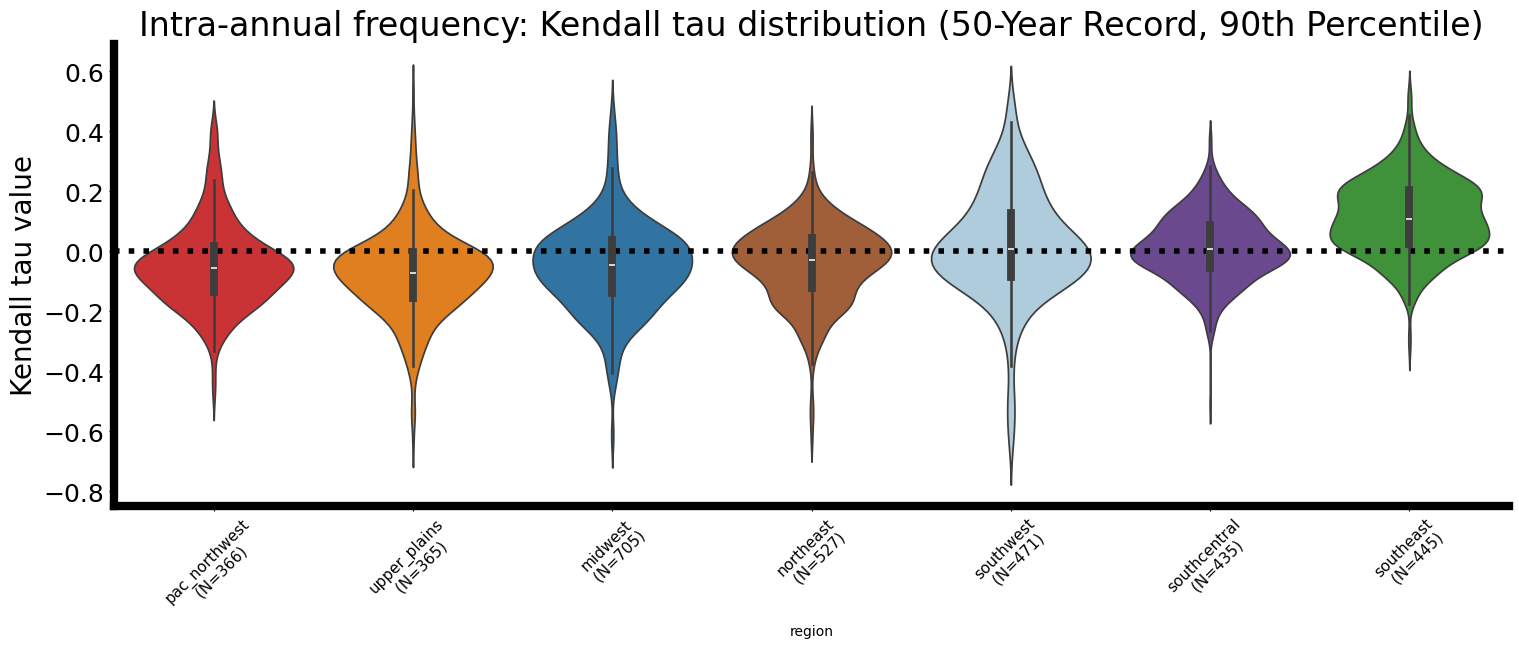 Intra-annual frequency: Kendall tau distribution (50-Year Record, 90th Percentile)
Kendall tau value
0.6
0.4
0.2
0.0
−0.2
−0.4
−0.6
−0.8
pac_northwest
(N=366)
upper_plains
(N=365)
midwest
(N=705)
northeast
(N=527)
southwest
(N=471)
southcentral
(N=435)
southeast
(N=445)
region